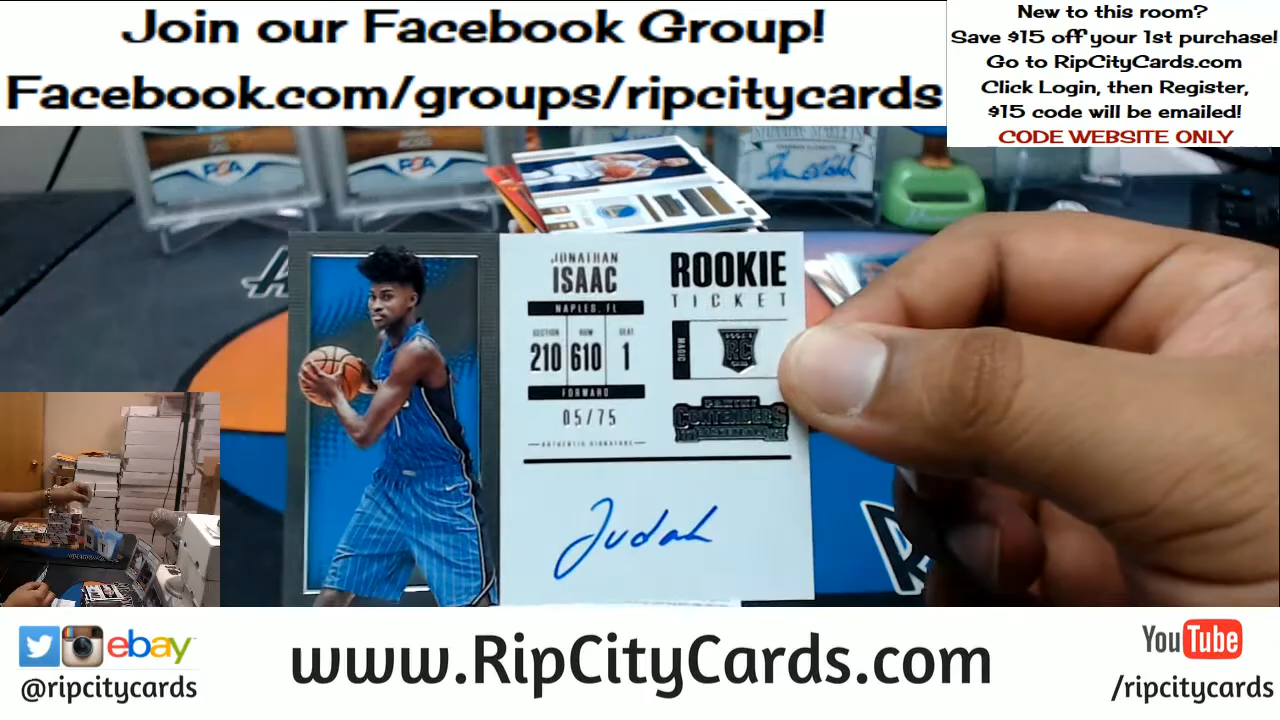 Join our Facebook Group!
Facebook.com/groups/ripcitycards
New to this room?
Save $15 off your 1st purchase!
Go to RipCityCards.com
Click Login, then Register,
$15 code will be emailed!
CODE WEBSITE ONLY
PSA
PSA
JONATHAN
ISAAC
NAPLES, FL
SECTION ROW SEAT
210 610 1
FORWARD
05/75
AUTHENTIC SIGNATURE
ROOKIE
TICKET
MAGIC
RC
PANINI
CONTENDERS
Judah
ebay
@ripcitycards
www.RipCityCards.com
YouTube
/ripcitycards